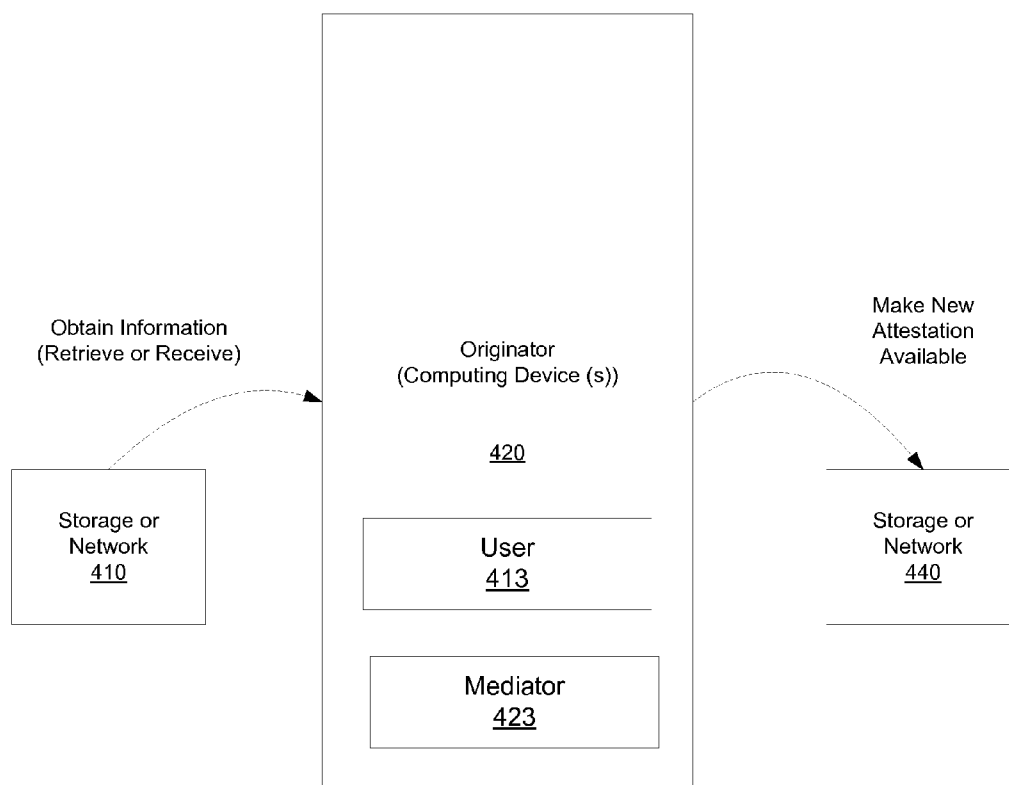 Obtain Information
(Retrieve or Receive)
Storage or
Network
410
Originator
(Computing Device (s))
420
User
413
Mediator
423
Make New
Attestation
Available
Storage or
Network
440